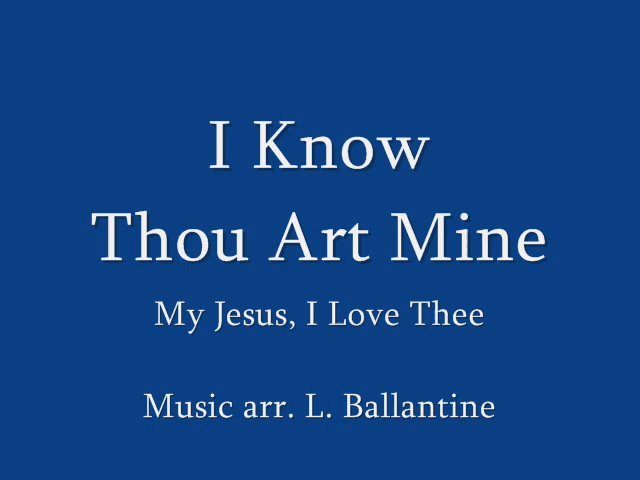 I Know
Thou Art Mine
My Jesus, I Love Thee
Music arr. L. Ballantine